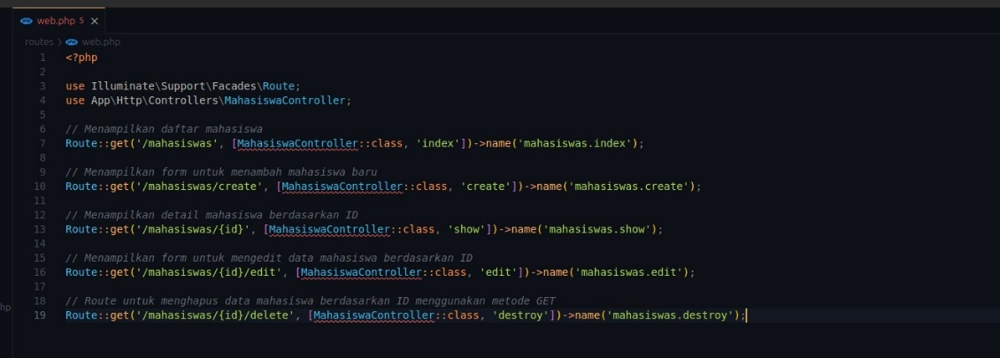 web.php 5 ×
routes > web.php
1 <?php
2
3 use Illuminate\Support\Facades\Route;
4 use App\Http\Controllers\MahasiswaController;
5
6 // Menampilkan daftar mahasiswa
7 Route::get('/mahasiswas', [MahasiswaController::class, 'index'])->name('mahasiswas.index');
8
9 // Menampilkan form untuk menambah mahasiswa baru
10 Route::get('/mahasiswas/create', [MahasiswaController::class, 'create'])->name('mahasiswas.create');
11
12 // Menampilkan detail mahasiswa berdasarkan ID
13 Route::get('/mahasiswas/{id}', [MahasiswaController::class, 'show'])->name('mahasiswas.show');
14
15 // Menampilkan form untuk mengedit data mahasiswa berdasarkan ID
16 Route::get('/mahasiswas/{id}/edit', [MahasiswaController::class, 'edit'])->name('mahasiswas.edit');
17
18 // Route untuk menghapus data mahasiswa berdasarkan ID menggunakan metode GET
hp
19 Route::get('/mahasiswas/{id}/delete', [MahasiswaController::class, 'destroy'])->name('mahasiswas.destroy');